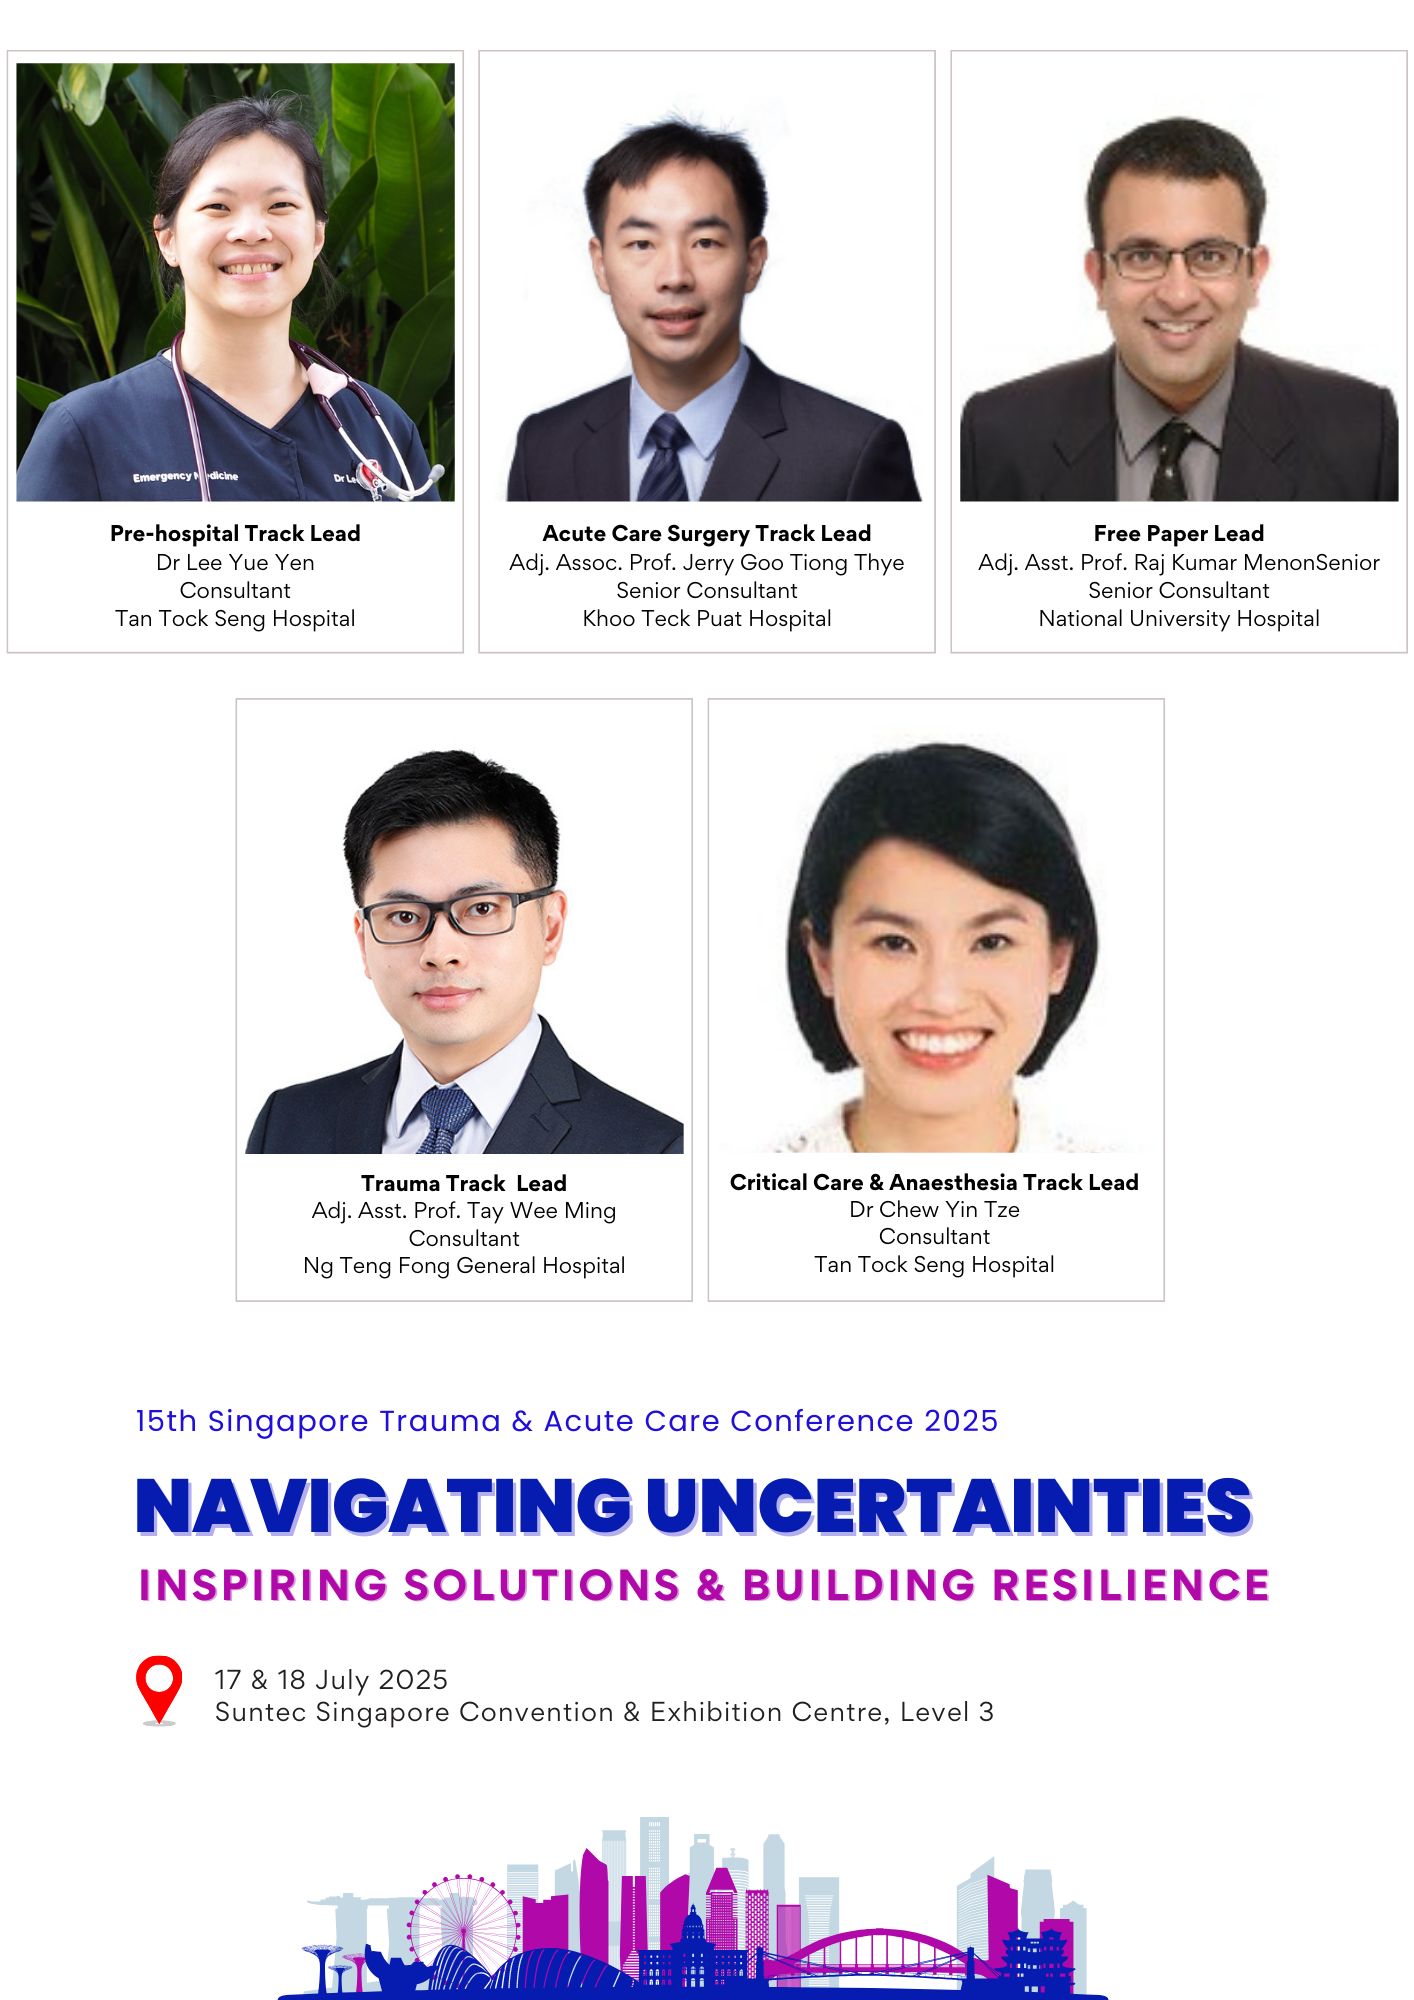 Emergency Medicine
Dr Le
Pre-hospital Track Lead
Dr Lee Yue Yen
Consultant
Tan Tock Seng Hospital
Acute Care Surgery Track Lead
Adj. Assoc. Prof. Jerry Goo Tiong Thye
Senior Consultant
Khoo Teck Puat Hospital
Free Paper Lead
Adj. Asst. Prof. Raj Kumar MenonSenior
Senior Consultant
National University Hospital
Trauma Track Lead
Adj. Asst. Prof. Tay Wee Ming
Consultant
Ng Teng Fong General Hospital
Critical Care & Anaesthesia Track Lead
Dr Chew Yin Tze
Consultant
Tan Tock Seng Hospital
15th Singapore Trauma & Acute Care Conference 2025
NAVIGATING UNCERTAINTIES
INSPIRING SOLUTIONS & BUILDING RESILIENCE
17 & 18 July 2025
Suntec Singapore Convention & Exhibition Centre, Level 3